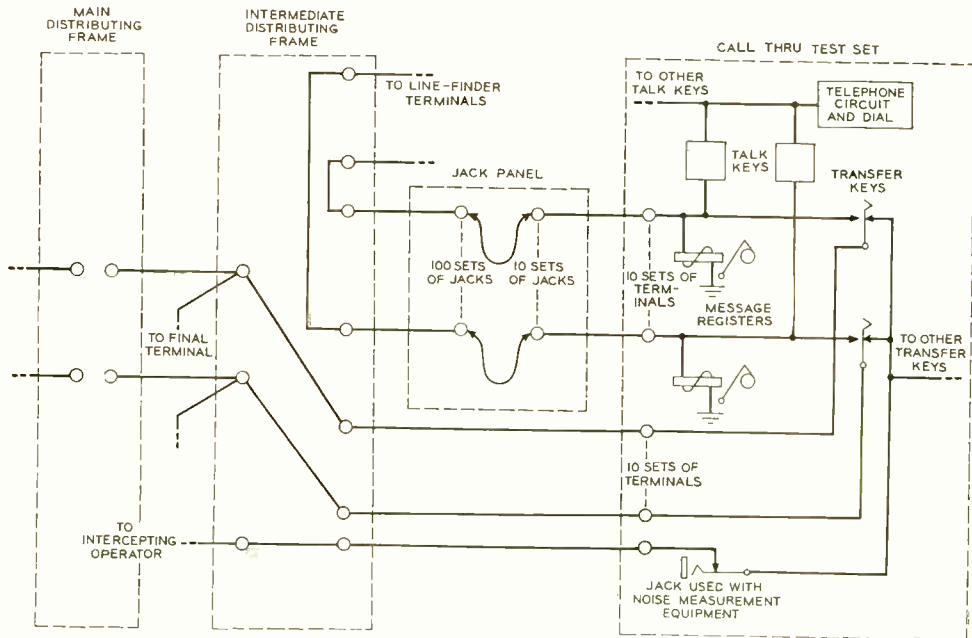 MAIN
DISTRIBUTING
FRAME
INTERMEDIATE
DISTRIBUTING
FRAME
CALL THRU TEST SET
TO LINE-FINDER
TERMINALS
TO OTHER
TALK KEYS
TELEPHONE
CIRCUIT
AND DIAL
TALK
KEYS
TRANSFER
KEYS
JACK PANEL
100 SETS
OF JACKS
10 SETS
OF JACKS
10 SETS OF
TERM-
INALS
MESSAGE
REGISTERS
TO FINAL
TERMINAL
TO OTHER
TRANSFER
KEYS
10 SETS OF
TERMINALS
TO
INTERCEPTING
OPERATOR
JACK USED WITH
NOISE MEASUREMENT
EQUIPMENT